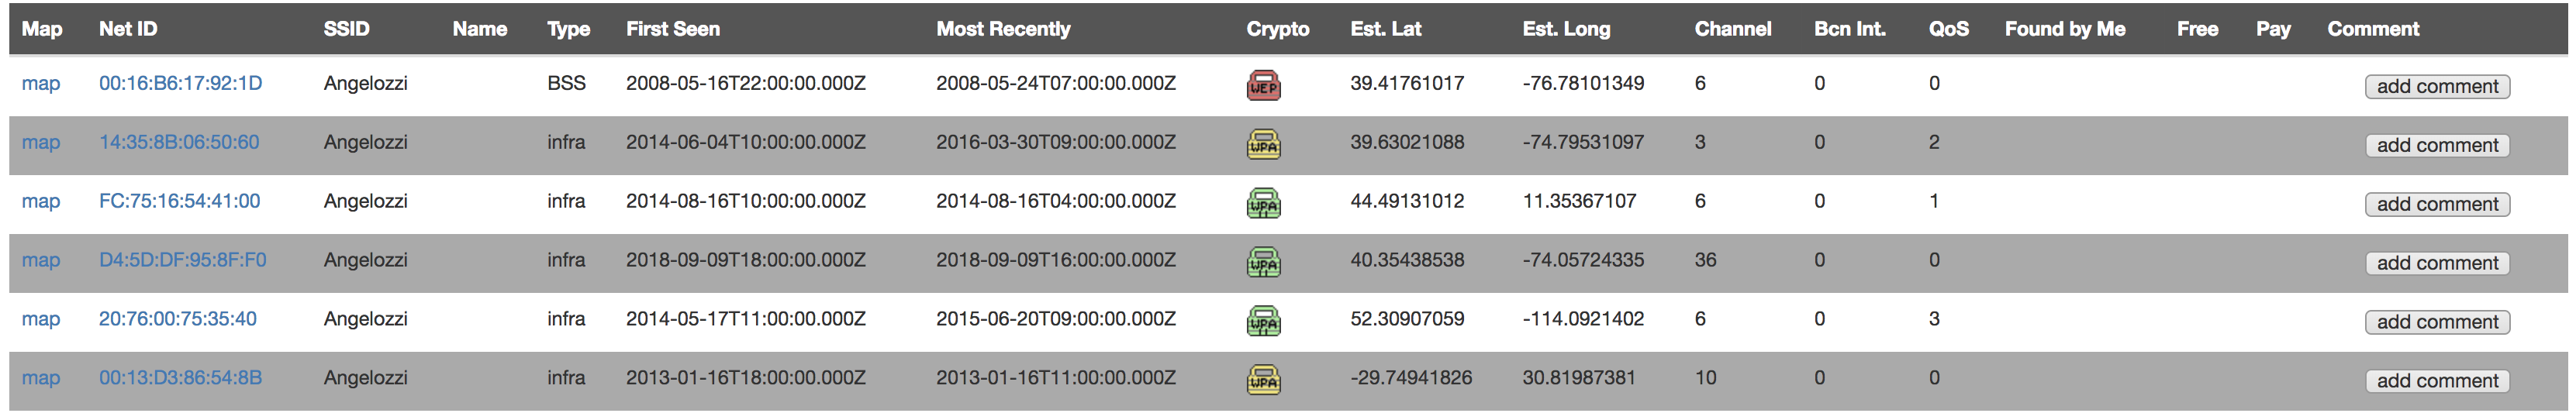 Map Net ID SSID Name Type First Seen Most Recently Crypto Est. Lat Est. Long Channel Bcn Int. QoS Found by Me Free Pay Comment
map 00:16:B6:17:92:1D Angelozzi BSS 2008-05-16T22:00:00.000Z 2008-05-24T07:00:00.000Z WEP 39.41761017 -76.78101349 6 0 0 add comment
map 14:35:8B:06:50:60 Angelozzi infra 2014-06-04T10:00:00.000Z 2016-03-30T09:00:00.000Z WPA 39.63021088 -74.79531097 3 0 2 add comment
map FC:75:16:54:41:00 Angelozzi infra 2014-08-16T10:00:00.000Z 2014-08-16T04:00:00.000Z WPA II 44.49131012 11.35367107 6 0 1 add comment
map D4:5D:DF:95:8F:F0 Angelozzi infra 2018-09-09T18:00:00.000Z 2018-09-09T16:00:00.000Z WPA II 40.35438538 -74.05724335 36 0 0 add comment
map 20:76:00:75:35:40 Angelozzi infra 2014-05-17T11:00:00.000Z 2015-06-20T09:00:00.000Z WPA II 52.30907059 -114.0921402 6 0 3 add comment
map 00:13:D3:86:54:8B Angelozzi infra 2013-01-16T18:00:00.000Z 2013-01-16T11:00:00.000Z WPA -29.74941826 30.81987381 10 0 0 add comment